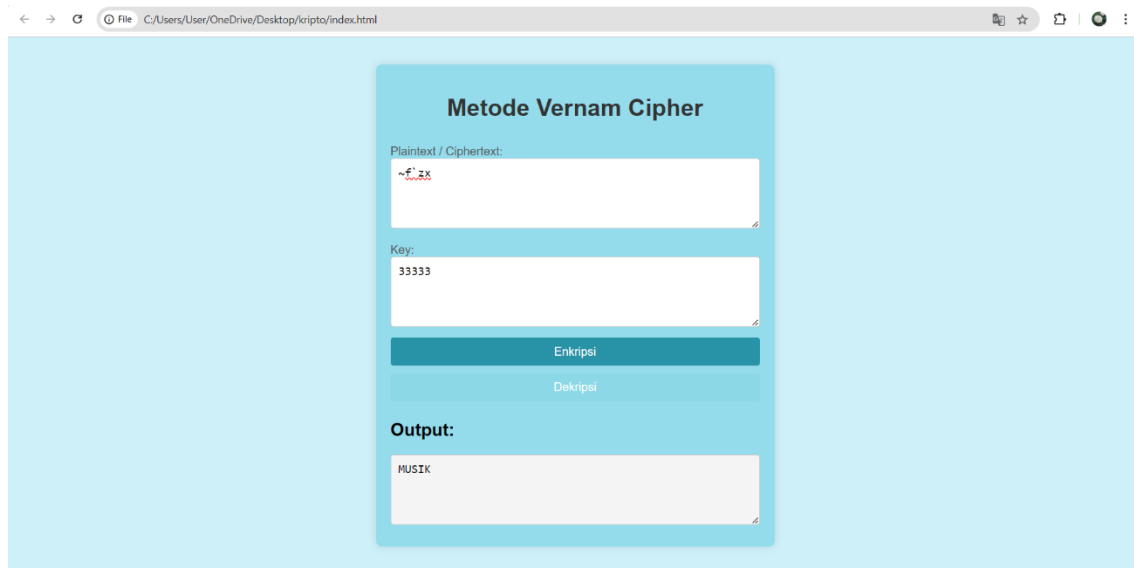 File C:/Users/User/OneDrive/Desktop/kripto/index.html
Metode Vernam Cipher
Plaintext / Ciphertext:
~f`zx
Key:
33333
Enkripsi
Dekripsi
Output:
MUSIK